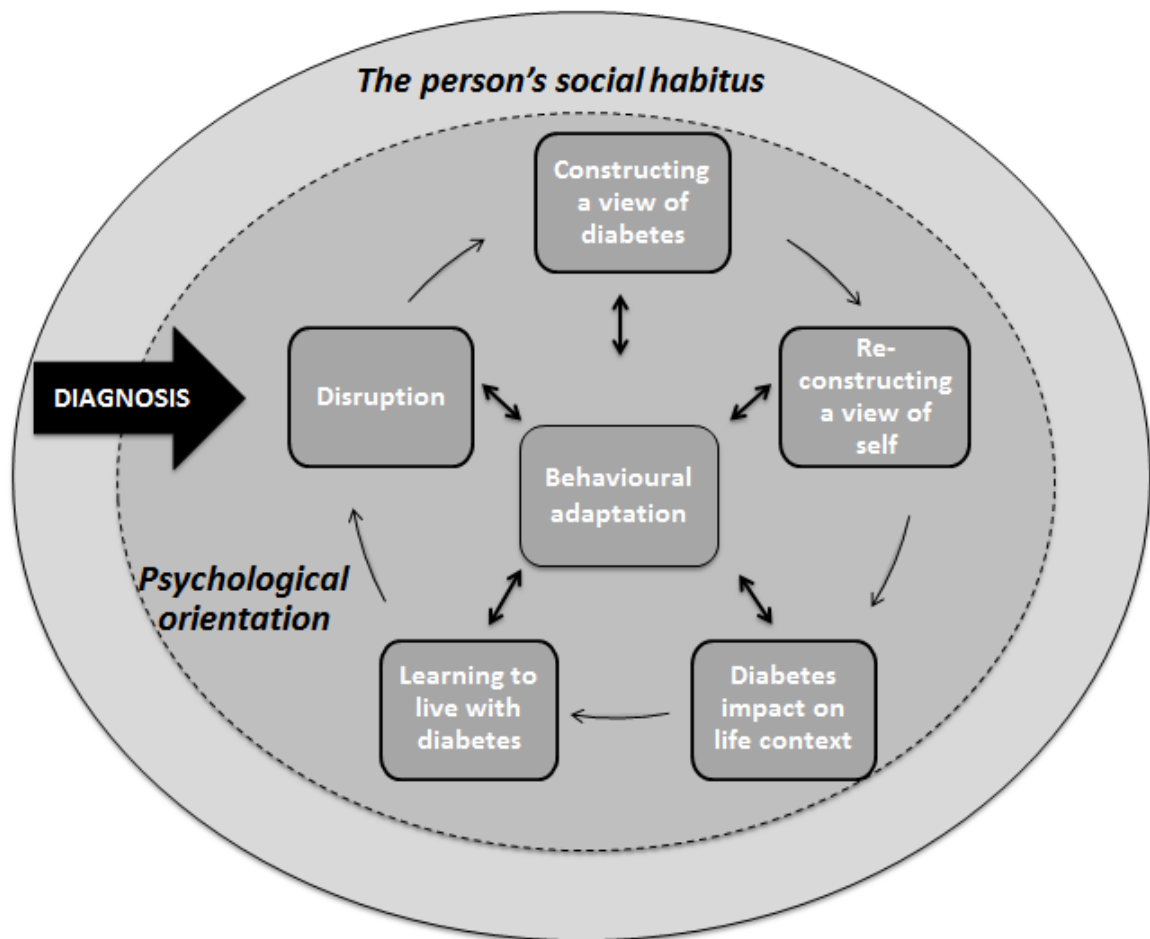 The person's social habitus
Constructing
a view of
diabetes
Re-
constructing
a view of
self
DIAGNOSIS
Disruption
Behavioural
adaptation
Psychological
orientation
Learning to
live with
diabetes
Diabetes
impact on
life context